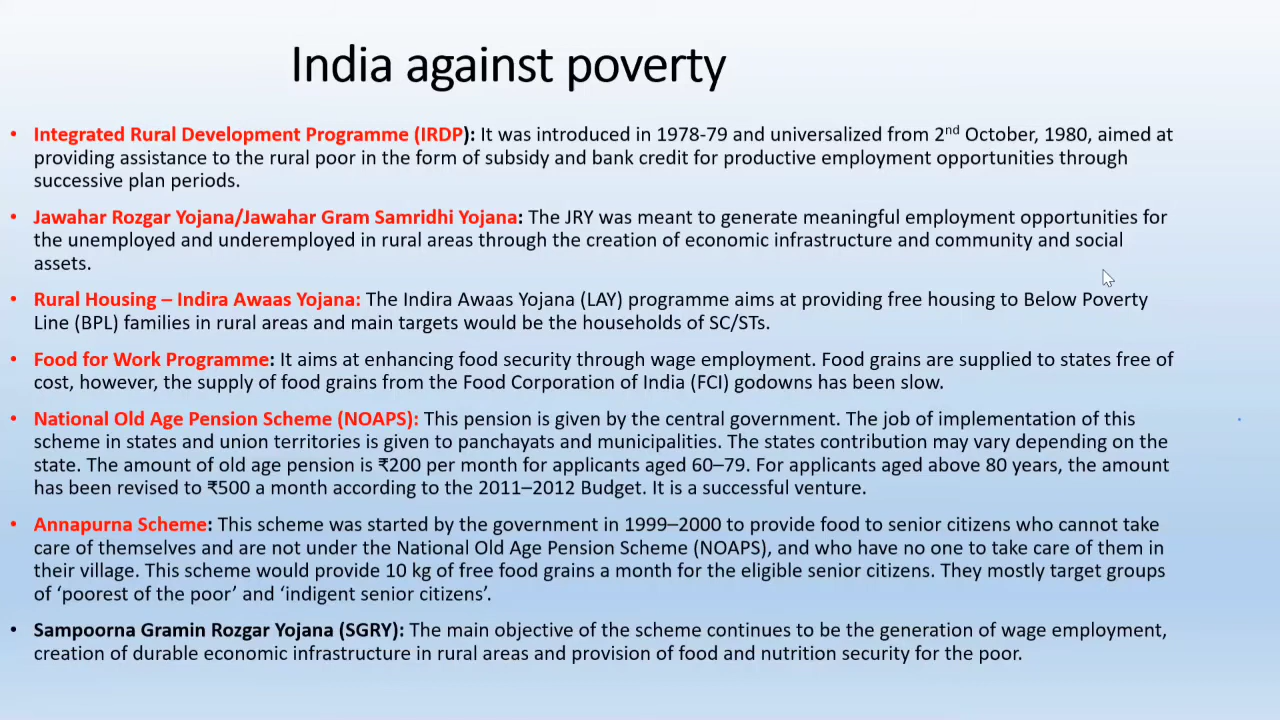 India against poverty
• Integrated Rural Development Programme (IRDP): It was introduced in 1978-79 and universalized from 2nd October, 1980, aimed at
providing assistance to the rural poor in the form of subsidy and bank credit for productive employment opportunities through
successive plan periods.
• Jawahar Rozgar Yojana/Jawahar Gram Samridhi Yojana: The JRY was meant to generate meaningful employment opportunities for
the unemployed and underemployed in rural areas through the creation of economic infrastructure and community and social
assets.
• Rural Housing – Indira Awaas Yojana: The Indira Awaas Yojana (LAY) programme aims at providing free housing to Below Poverty
Line (BPL) families in rural areas and main targets would be the households of SC/STs.
• Food for Work Programme: It aims at enhancing food security through wage employment. Food grains are supplied to states free of
cost, however, the supply of food grains from the Food Corporation of India (FCI) godowns has been slow.
• National Old Age Pension Scheme (NOAPS): This pension is given by the central government. The job of implementation of this
scheme in states and union territories is given to panchayats and municipalities. The states contribution may vary depending on the
state. The amount of old age pension is ₹200 per month for applicants aged 60–79. For applicants aged above 80 years, the amount
has been revised to ₹500 a month according to the 2011–2012 Budget. It is a successful venture.
• Annapurna Scheme: This scheme was started by the government in 1999–2000 to provide food to senior citizens who cannot take
care of themselves and are not under the National Old Age Pension Scheme (NOAPS), and who have no one to take care of them in
their village. This scheme would provide 10 kg of free food grains a month for the eligible senior citizens. They mostly target groups
of ‘poorest of the poor’ and ‘indigent senior citizens’.
• Sampoorna Gramin Rozgar Yojana (SGRY): The main objective of the scheme continues to be the generation of wage employment,
creation of durable economic infrastructure in rural areas and provision of food and nutrition security for the poor.